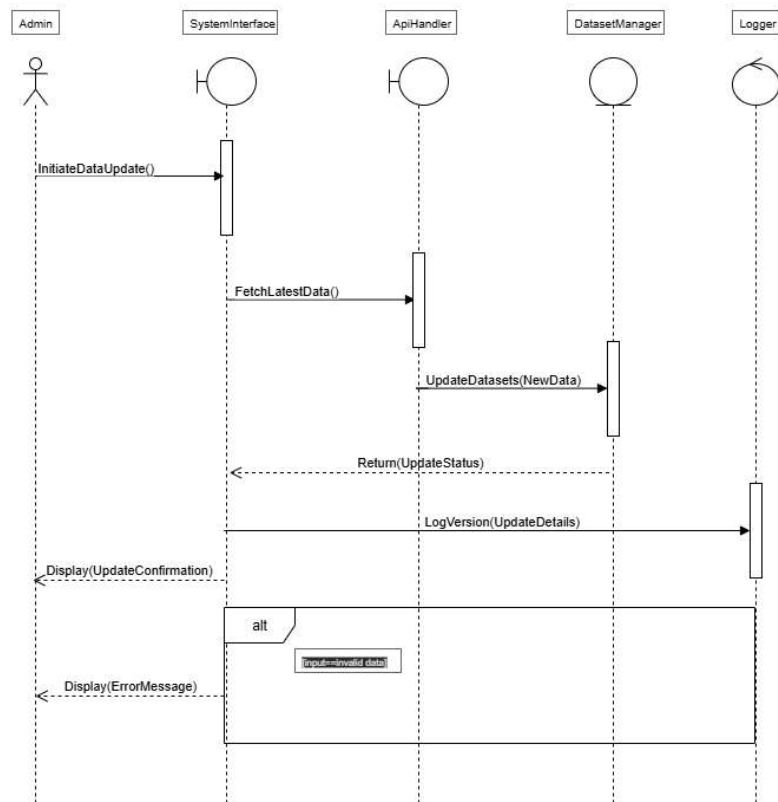 Admin
SystemInterface
ApiHandler
DatasetManager
Logger
InitiateDataUpdate()
FetchLatestData()
UpdateDatasets(NewData)
Return(UpdateStatus)
LogVersion(UpdateDetails)
Display(UpdateConfirmation)
alt
[input==invalid data]
Display(ErrorMessage)